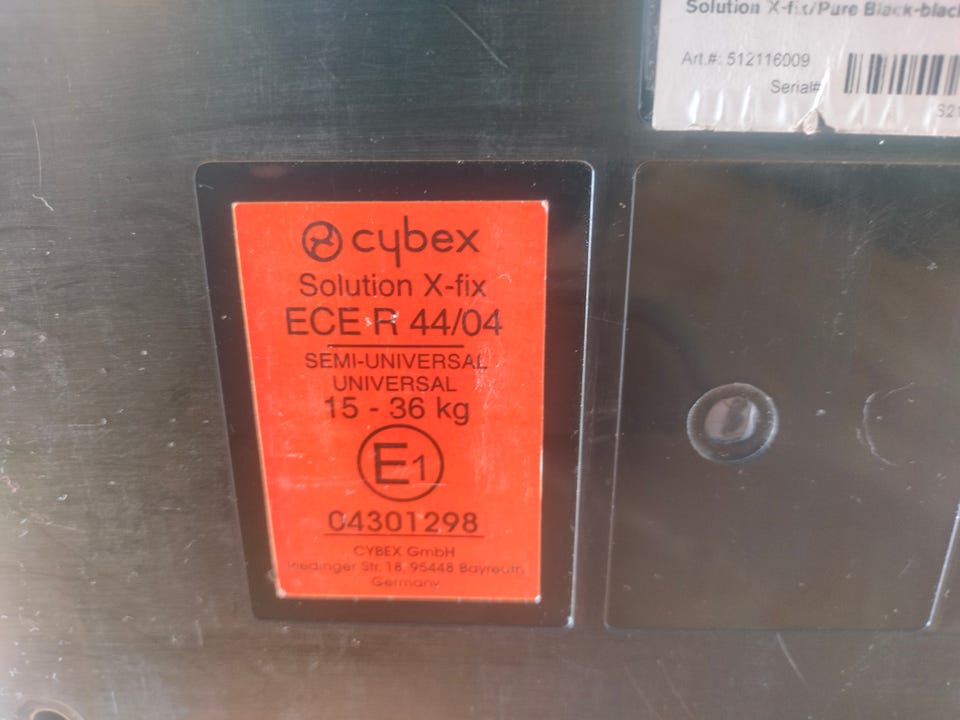 Solution X-fix/Pure Black-black
Art.#: 512116009
Serial#
S21
cybex
Solution X-fix
ECE R 44/04
SEMI-UNIVERSAL
UNIVERSAL
15 - 36 kg
E1
04301298
CYBEX GmbH
Riedinger Str. 18, 95448 Bayreuth
Germany